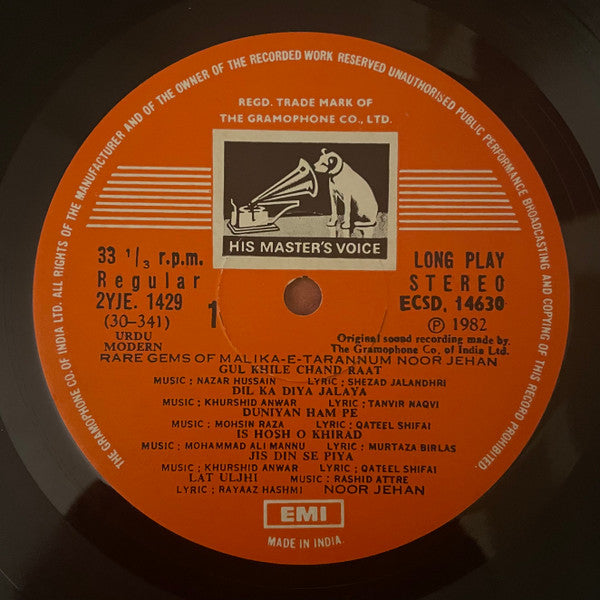 THE GRAMOPHONE CO. OF INDIA LTD. ALL RIGHTS OF THE MANUFACTURER AND OF THE OWNER OF THE RECORDED WORK RESERVED UNAUTHORISED PUBLIC PERFORMANCE BROADCASTING AND COPYING OF THIS RECORD PROHIBITED.
REGD. TRADE MARK OF
THE GRAMOPHONE CO., LTD.
HIS MASTER'S VOICE
33 1/3 r.p.m.
Regular
2YJE. 1429
(30-341)
1
URDU
MODERN
LONG PLAY
STEREO
ECSD, 14630
℗ 1982
Original sound recording made by
The Gramophone Co, of India Ltd.
RARE GEMS OF MALIKA-E-TARANNUM NOOR JEHAN
GUL KHILE CHAND RAAT
MUSIC ; NAZAR HUSSAIN LYRIC ; SHEZAD JALANDHRI
DIL KA DIYA JALAYA
MUSIC ; KHURSHID ANWAR LYRIC ; TANVIR NAQVI
DUNIYAN HAM PE
MUSIC ; MOHSIN RAZA LYRIC ; QATEEL SHIFAI
IS HOSH O KHIRAD
MUSIC ; MOHAMMAD ALI MANNU LYRIC ; MURTAZA BIRLAS
JIS DIN SE PIYA
MUSIC ; KHURSHID ANWAR LYRIC ; QATEEL SHIFAI
LAT ULJHI MUSIC : RASHID ATTRE
LYRIC ; RAYAAZ HASHMI NOOR JEHAN
EMI
MADE IN INDIA.